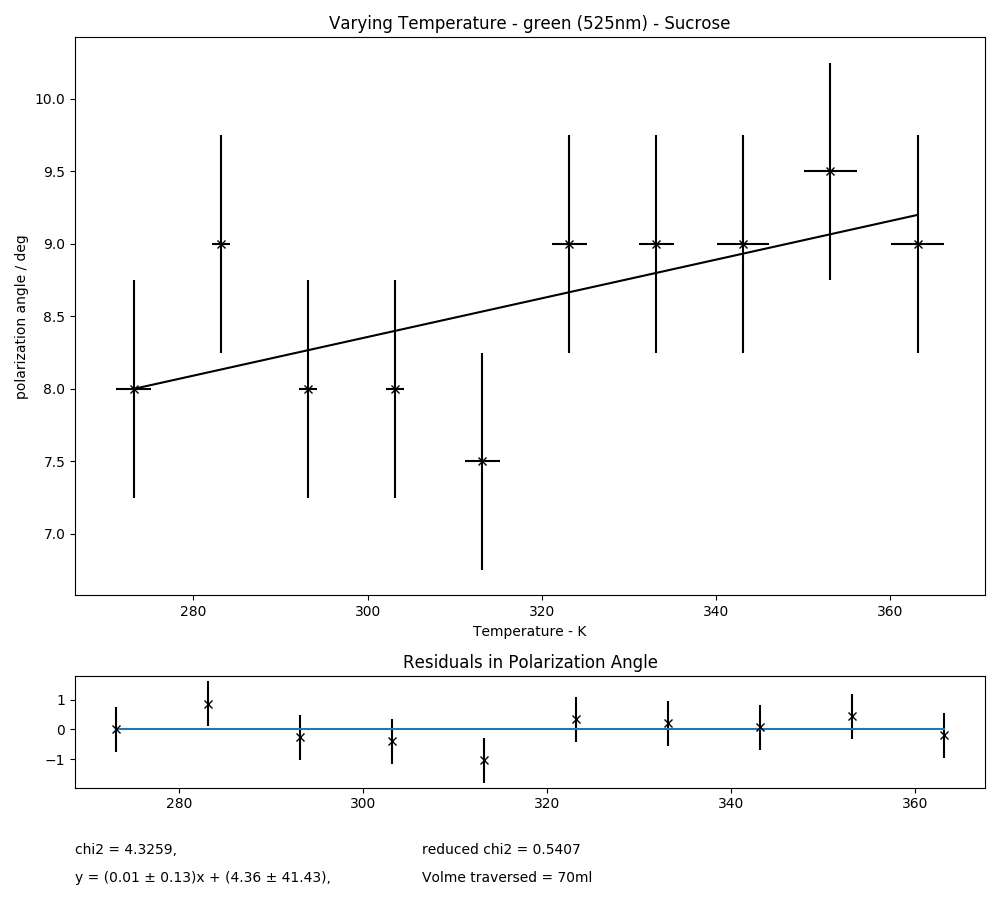 Varying Temperature - green (525nm) - Sucrose
polarization angle / deg
10.0
9.5
9.0
8.5
8.0
7.5
7.0
280 300 320 340 360
Temperature - K
Residuals in Polarization Angle
1
0
−1
280 300 320 340 360
chi2 = 4.3259, reduced chi2 = 0.5407
y = (0.01 ± 0.13)x + (4.36 ± 41.43), Volme traversed = 70ml